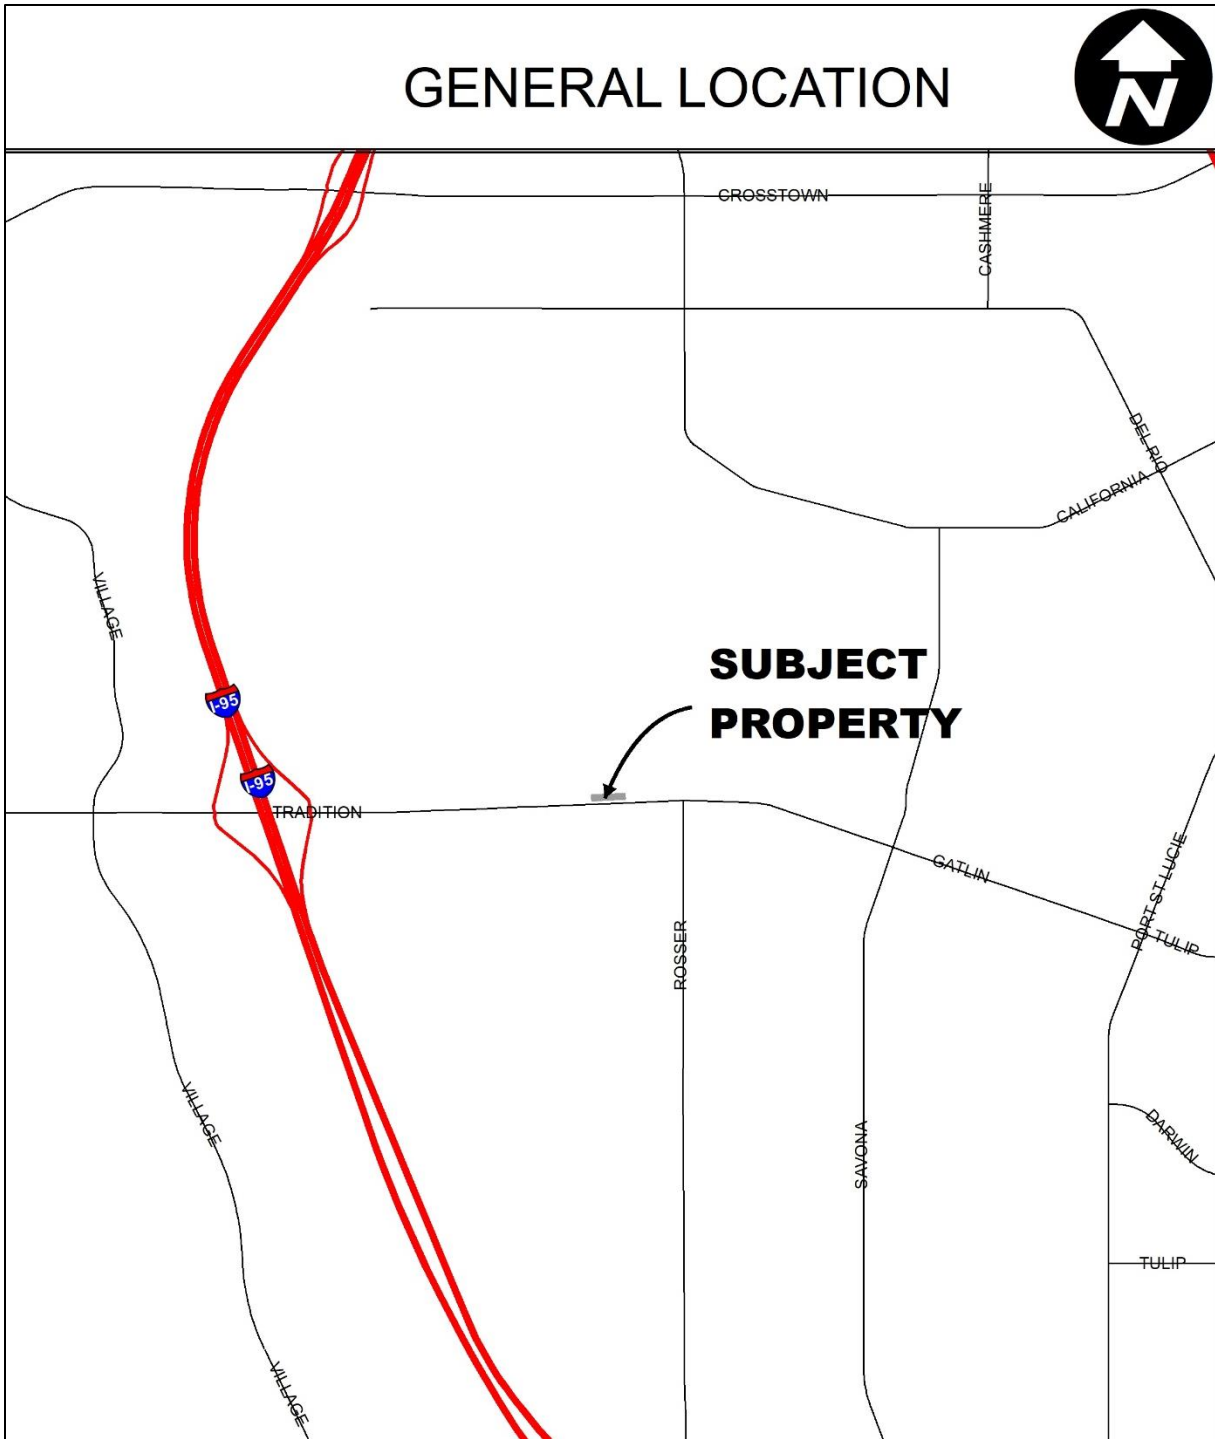 GENERAL LOCATION
N
CROSSTOWN
CASHMERE
DEL RIO
CALIFORNIA
VILLAGE
SUBJECT
PROPERTY
I-95
I-95
TRADITION
GATLIN
PORT ST LUCIE
TULIP
ROSSER
SAVONA
VILLAGE
DARWIN
TULIP
VILLAGE